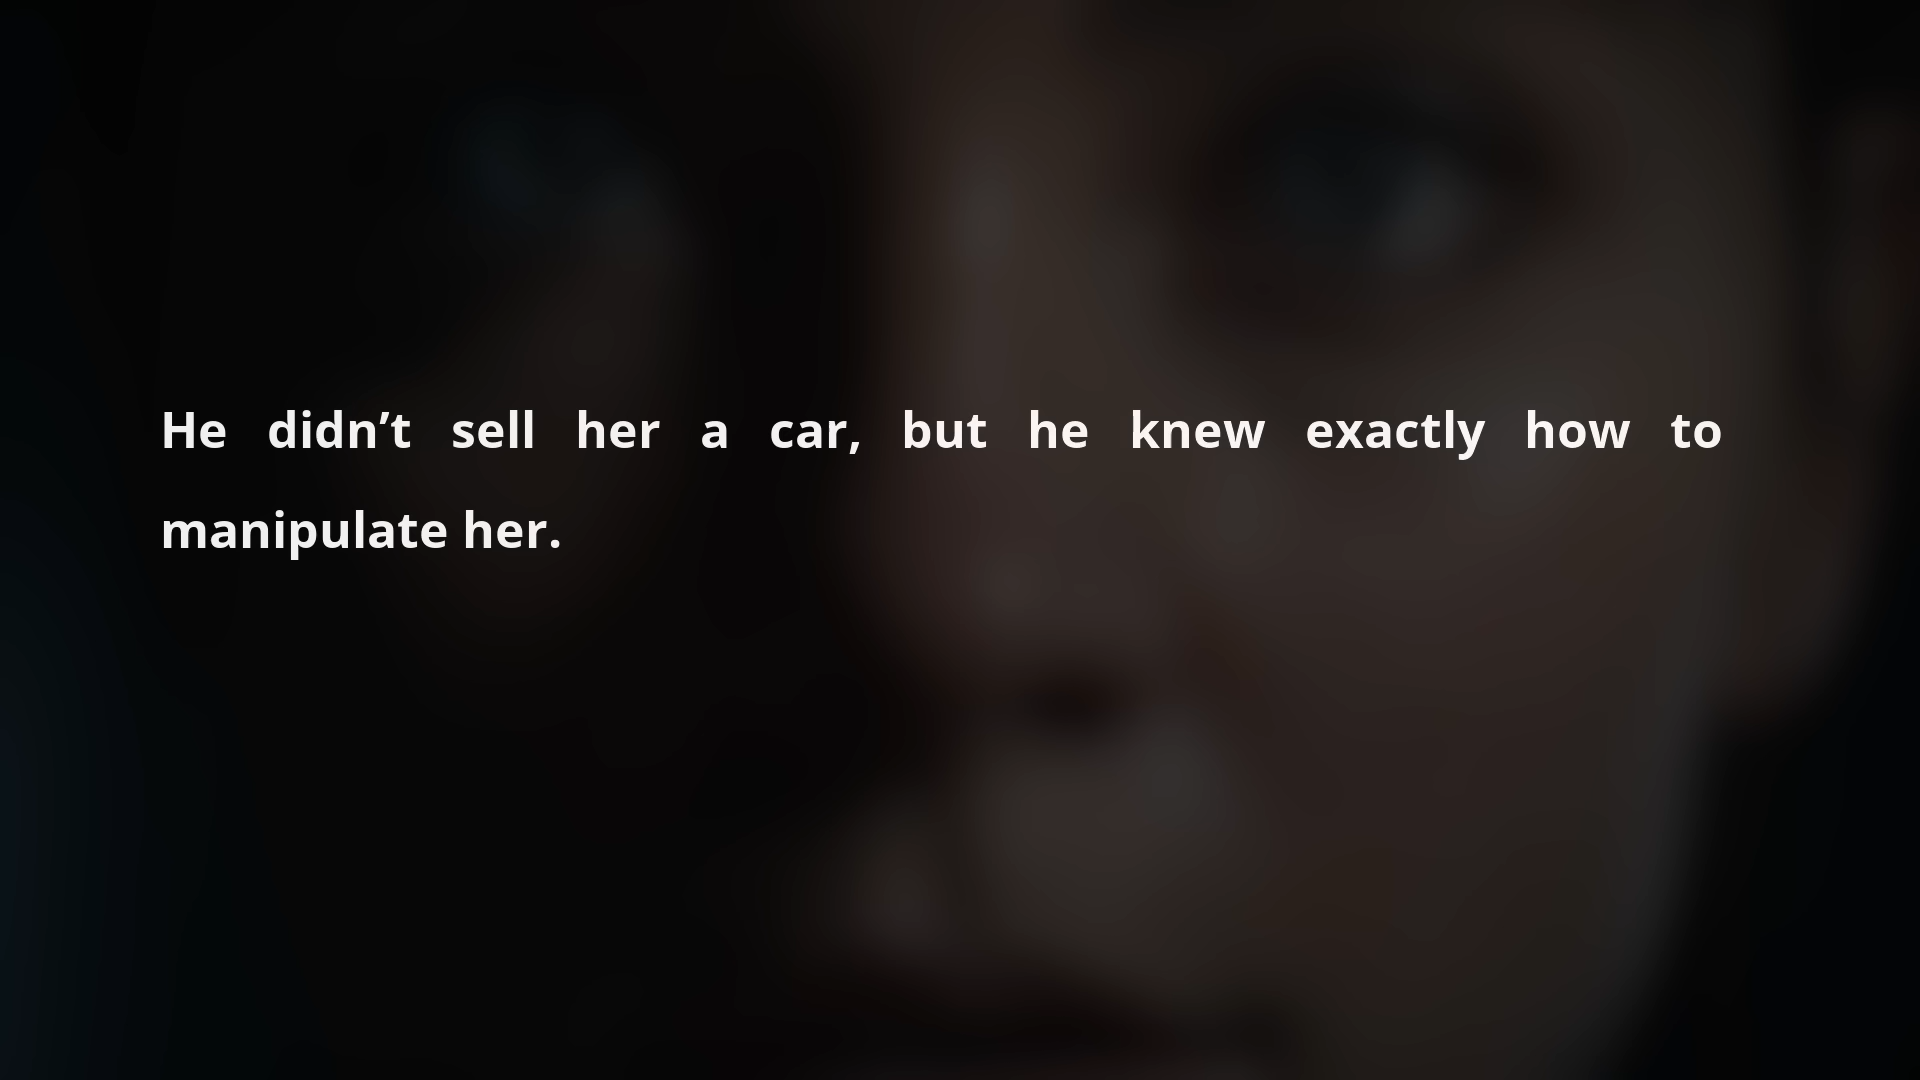 He didn’t sell her a car, but he knew exactly how to
manipulate her.